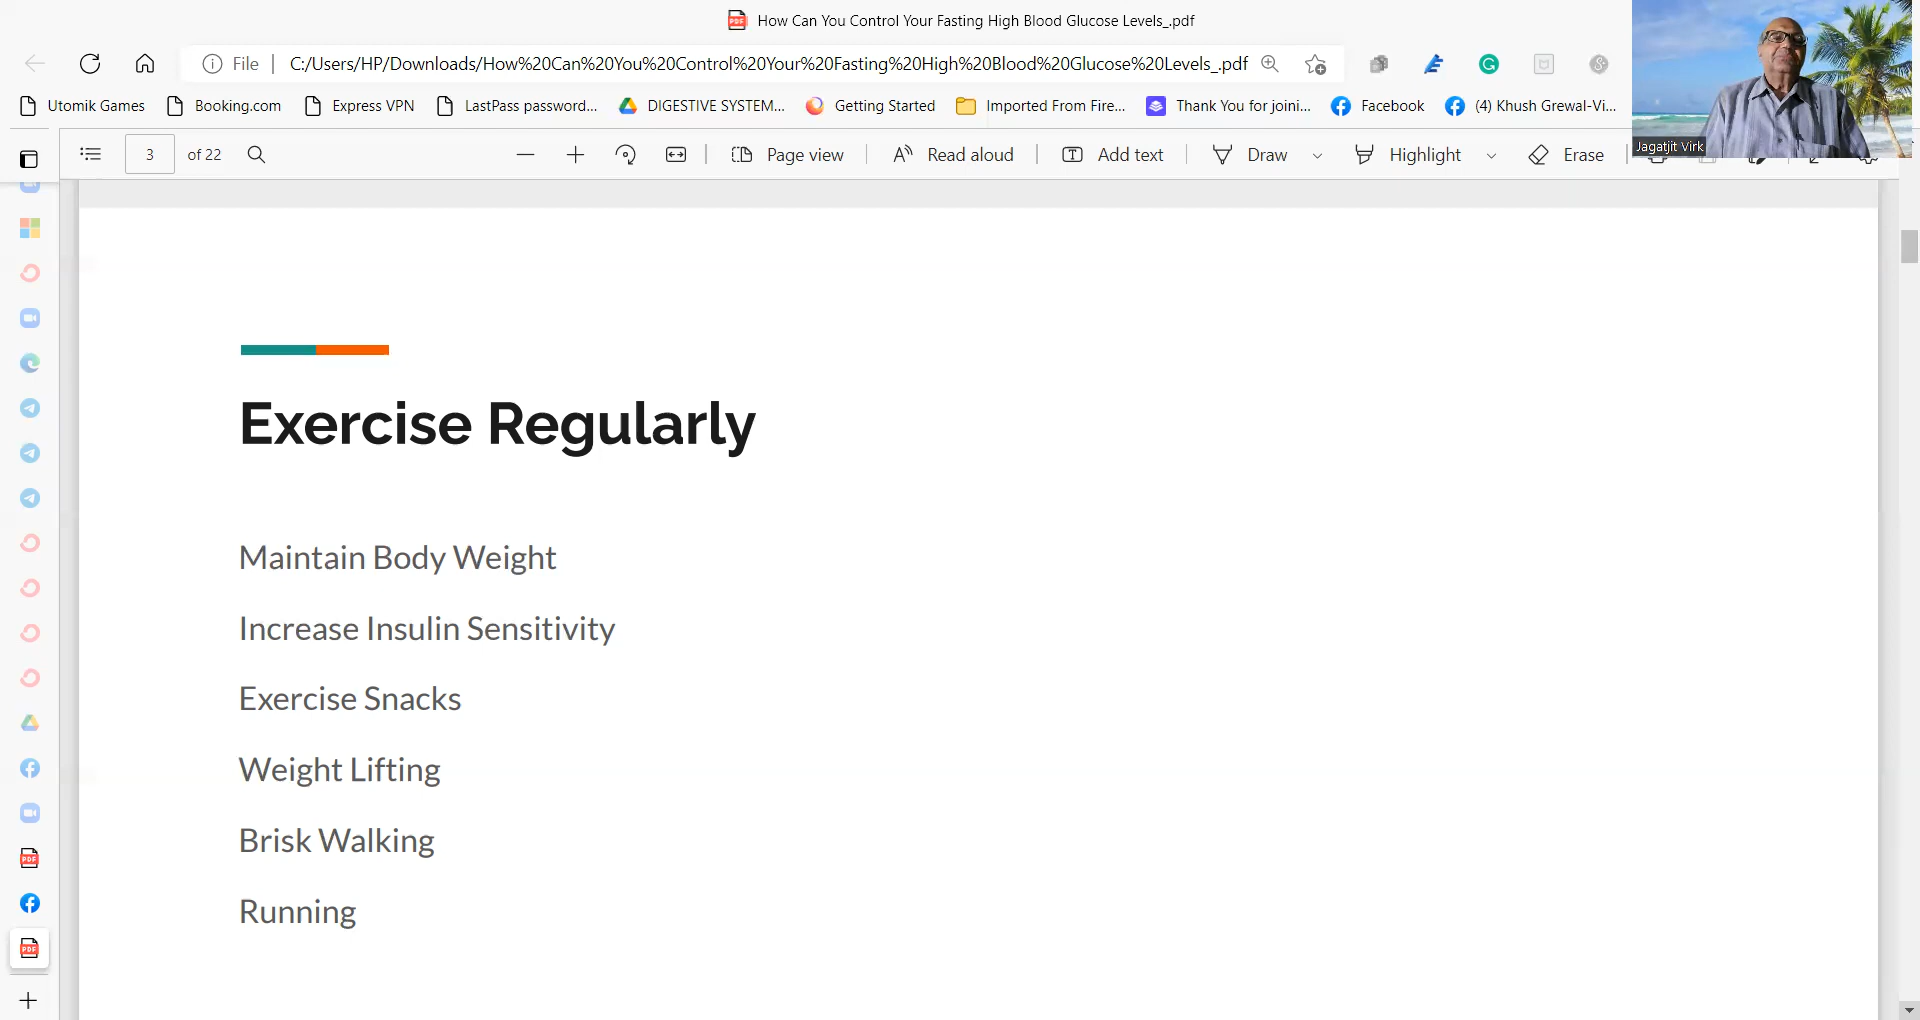 How Can You Control Your Fasting High Blood Glucose Levels_.pdf
File
C:/Users/HP/Downloads/How%20Can%20You%20Control%20Your%20Fasting%20High%20Blood%20Glucose%20Levels_.pdf
Utomik Games
Booking.com
Express VPN
LastPass password...
DIGESTIVE SYSTEM...
Getting Started
Imported From Fire...
Thank You for joini...
Facebook
(4) Khush Grewal-Vi...
Jagatjit Virk
3 of 22
Page view
Read aloud
Add text
Draw
Highlight
Erase
Exercise Regularly
Maintain Body Weight
Increase Insulin Sensitivity
Exercise Snacks
Weight Lifting
Brisk Walking
Running